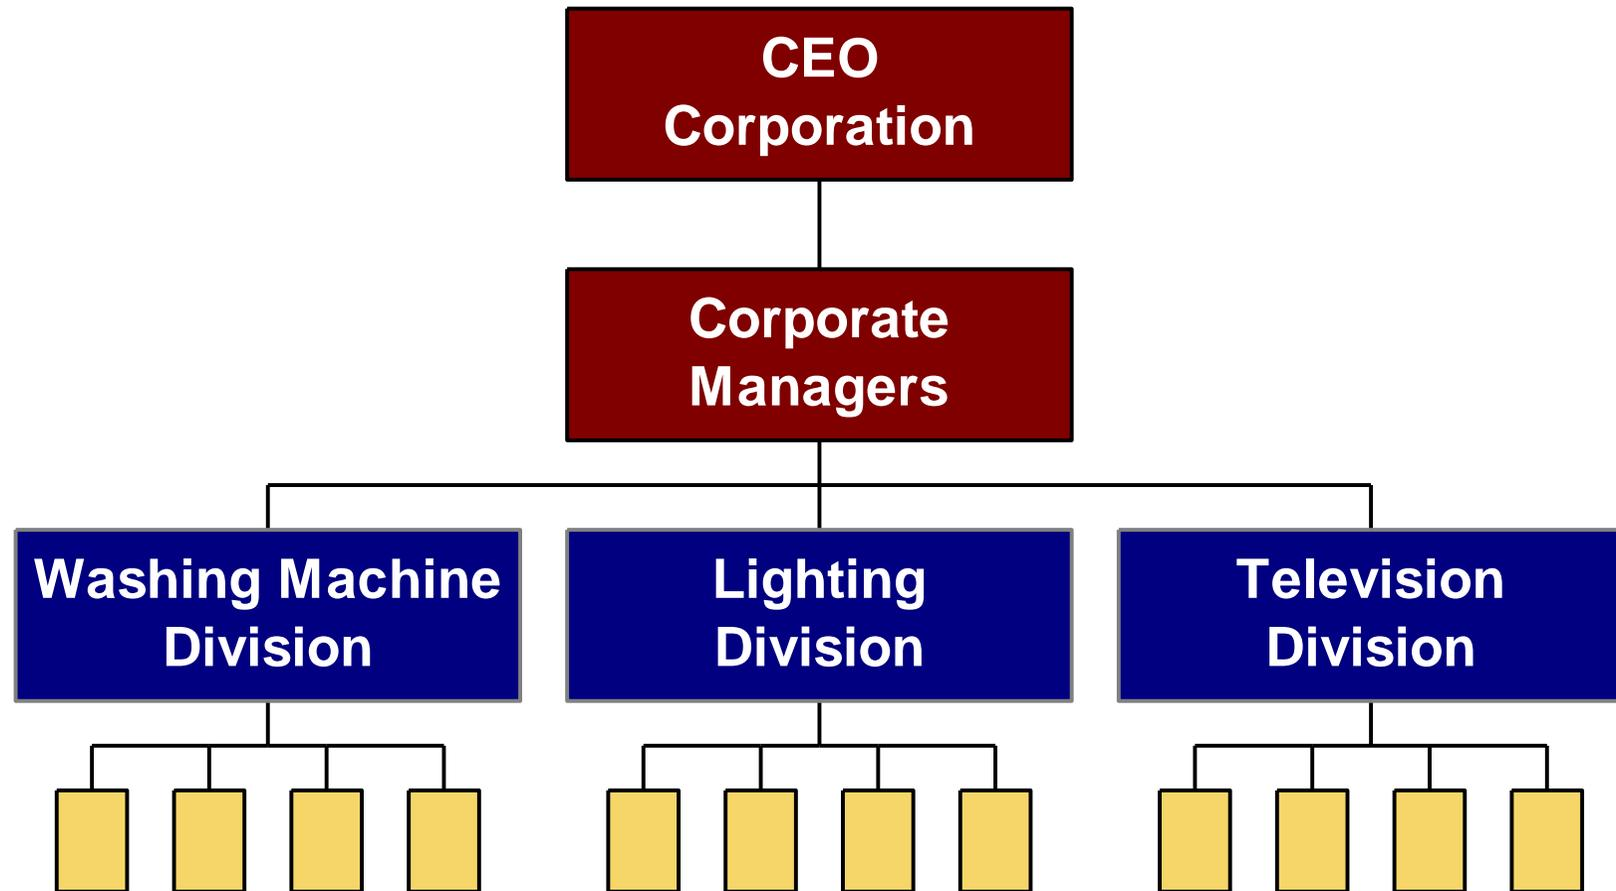 CEO
Corporation
Corporate
Managers
Washing Machine
Division
Lighting
Division
Television
Division